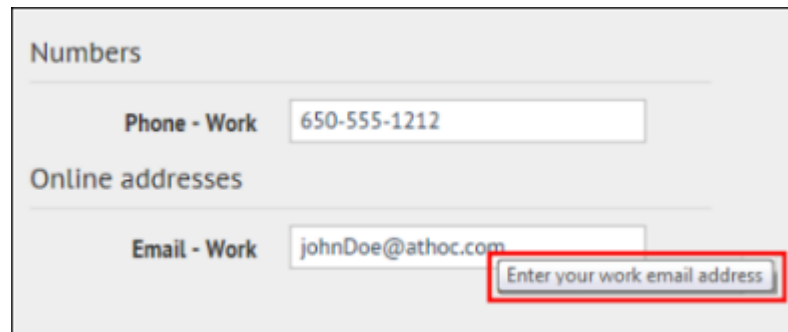 Numbers
Phone - Work 650-555-1212
Online addresses
Email - Work johnDoe@athoc.com
Enter your work email address